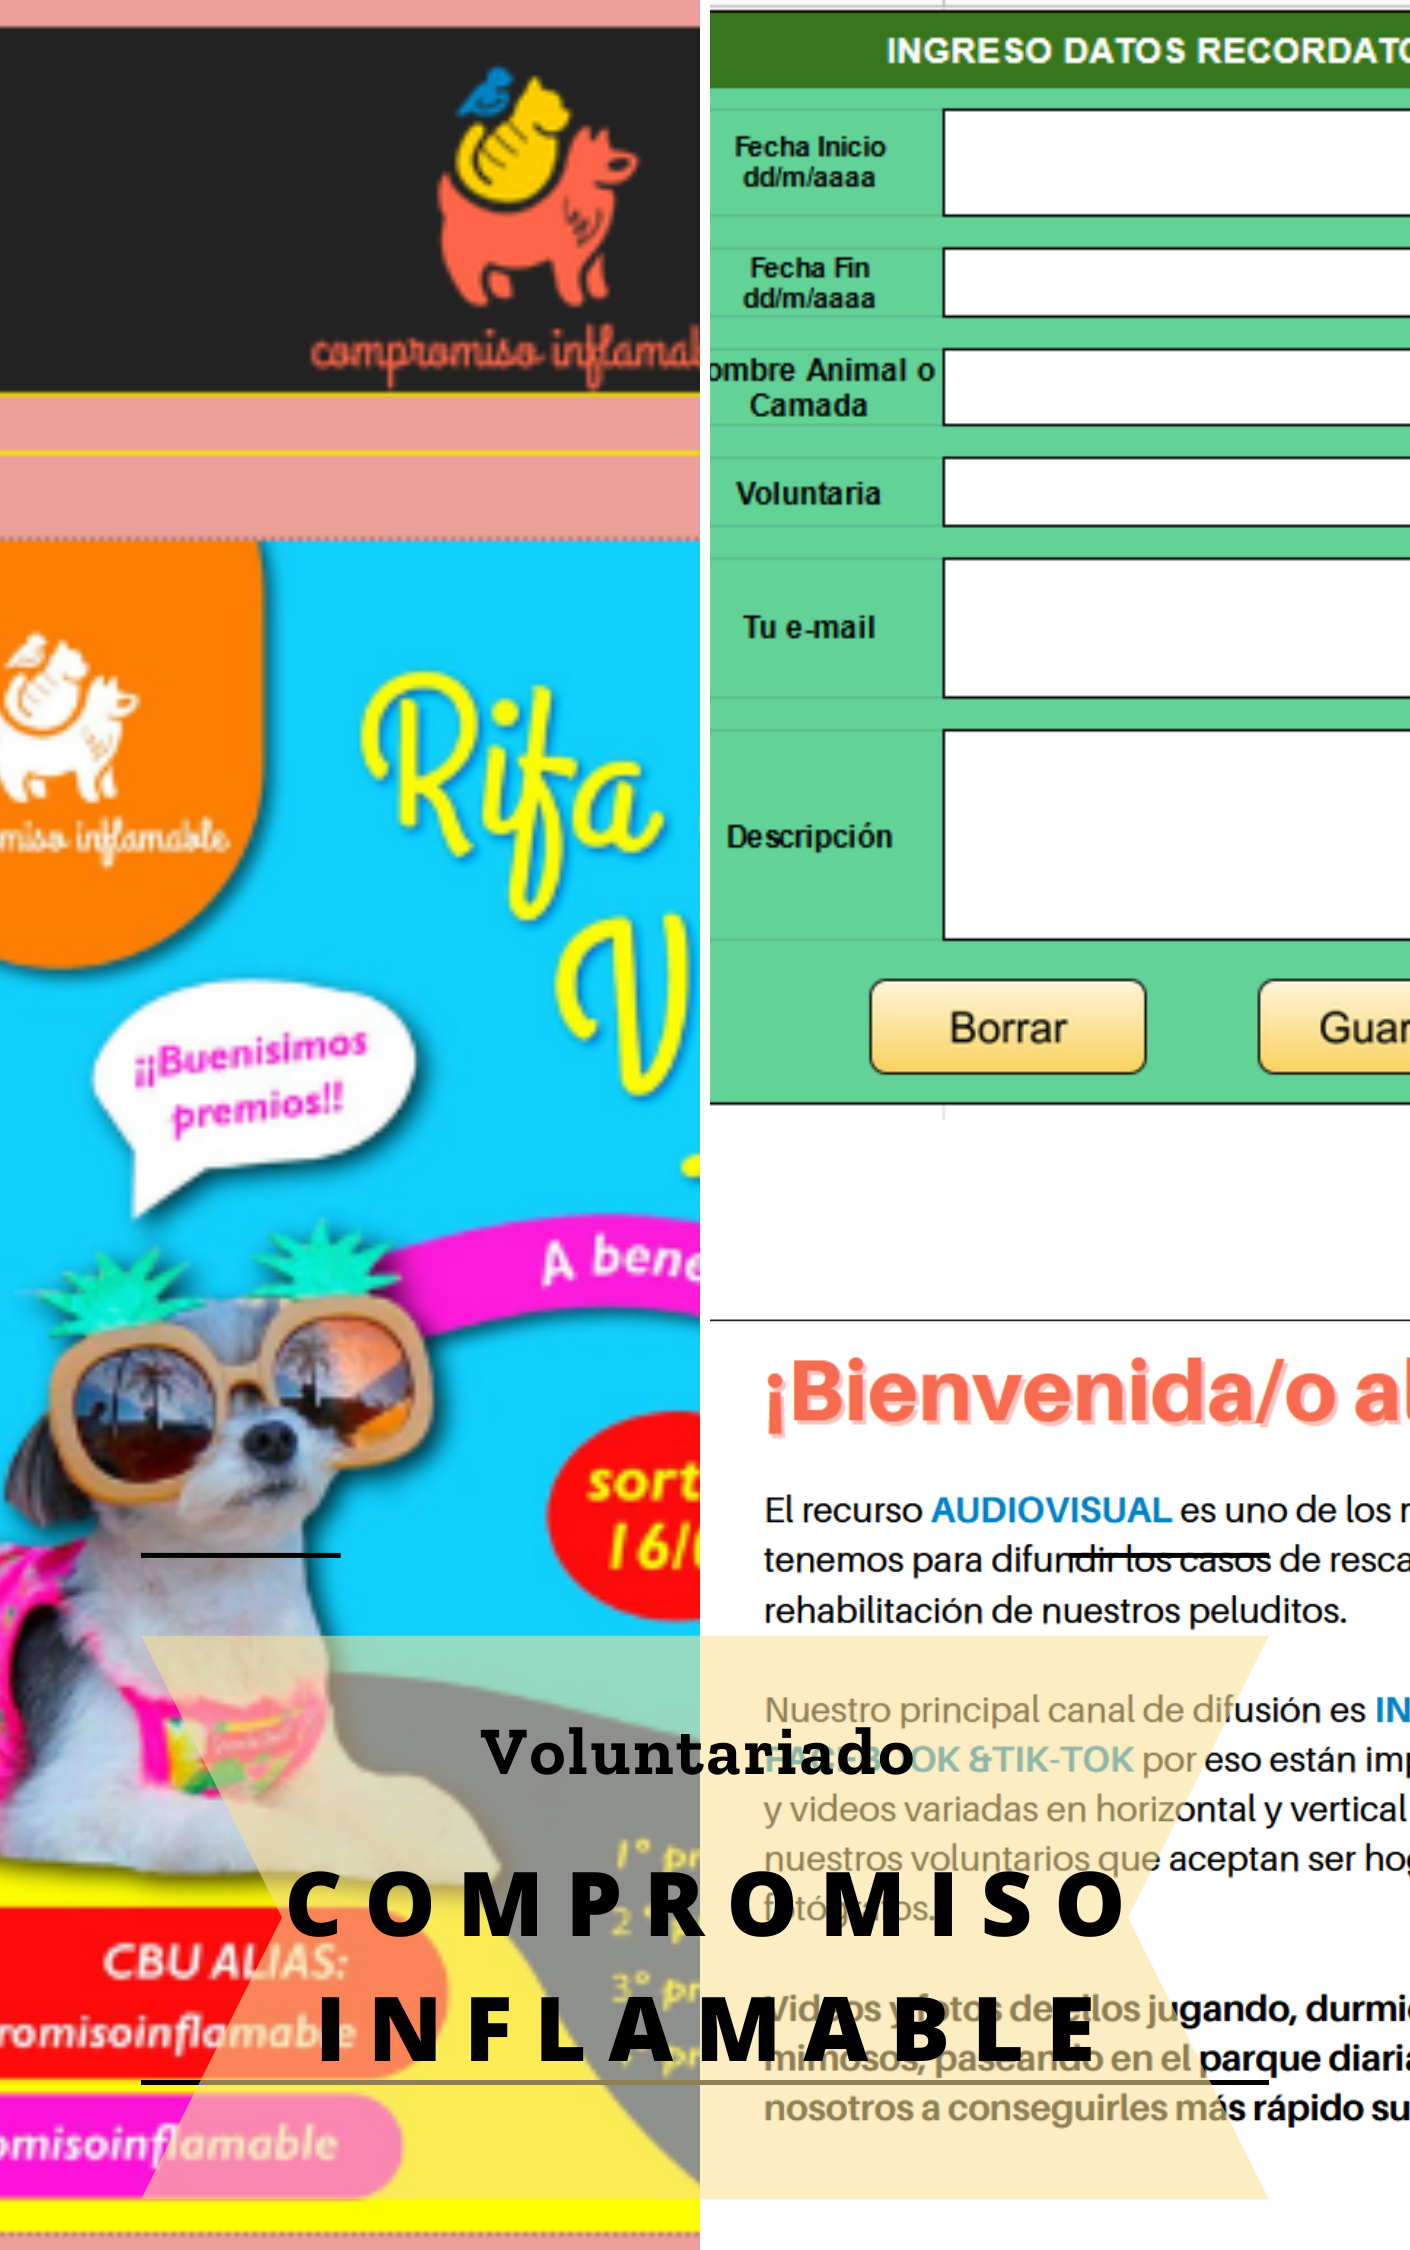 compromiso inflamab
miso inflamable
Rifa
V
¡¡Buenisimos
premios!!
A bene
sort
16/
CBU ALIAS:
romisoinflamable
omisoinflamable
1° pr
2° p
3° pr
pr
INGRESO DATOS RECORDATO
Fecha Inicio
dd/m/aaaa
Fecha Fin
dd/m/aaaa
ombre Animal o
Camada
Voluntaria
Tu e-mail
Descripción
Borrar
Guar
¡Bienvenida/o al
El recurso AUDIOVISUAL es uno de los r
tenemos para difundir los casos de resca
rehabilitación de nuestros peluditos.
Nuestro principal canal de difusión es IN
FACEBOOK &TIK-TOK por eso están imp
y videos variadas en horizontal y vertical
nuestros voluntarios que aceptan ser hog
fotógrafos.
Videos y fotos de ellos jugando, durmie
mimosos, paseando en el parque diaria
nosotros a conseguirles más rápido su
Voluntariado
COMPROMISO
INFLAMABLE